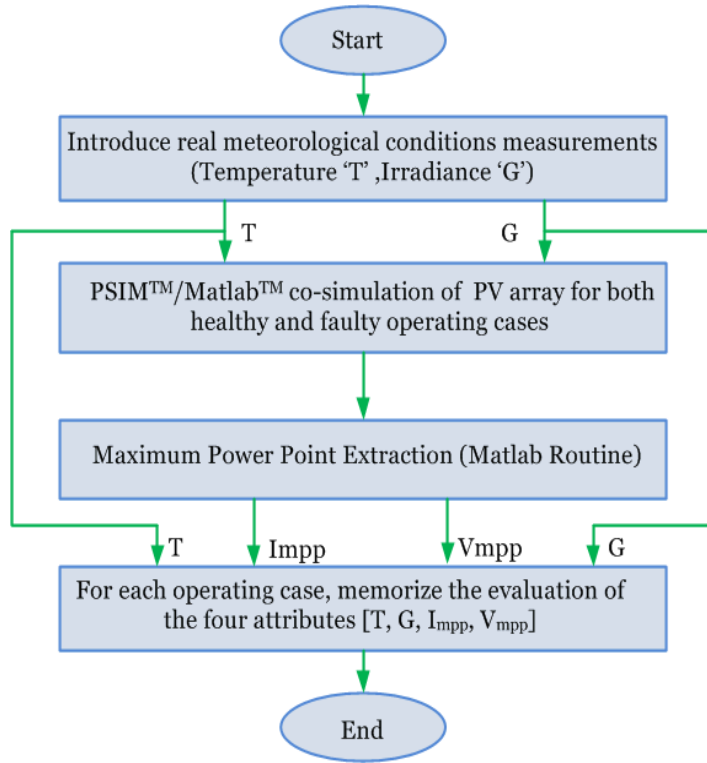 Start
Introduce real meteorological conditions measurements
(Temperature ‘T’ ,Irradiance ‘G’)
T
G
PSIM™/Matlab™ co-simulation of PV array for both
healthy and faulty operating cases
Maximum Power Point Extraction (Matlab Routine)
T
Impp
Vmpp
G
For each operating case, memorize the evaluation of
the four attributes [T, G, Impp, Vmpp]
End